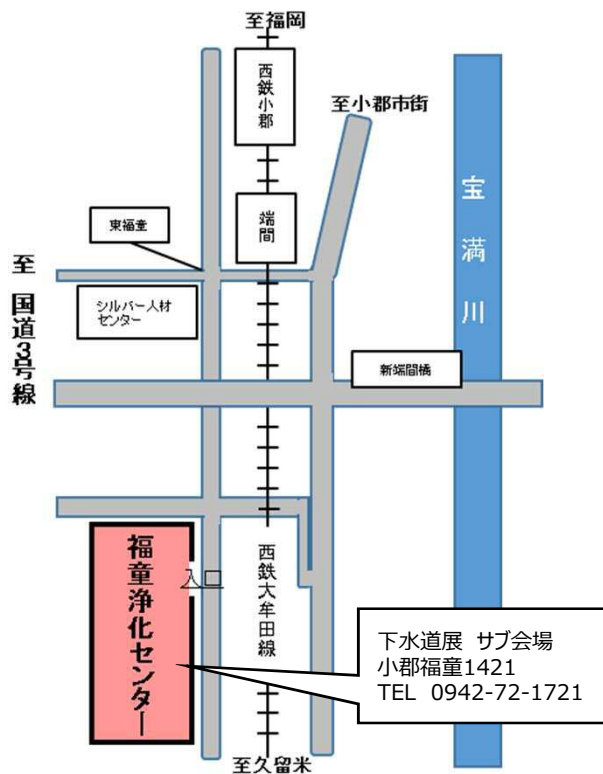 至福岡
西鉄小郡
至小郡市街
端間
東福童
宝満川
至 国道3号線
シルバー人材
センター
新端間橋
福童浄化センター
入口
西鉄大牟田線
下水道展 サブ会場
小郡福童1421
TEL 0942-72-1721
至久留米